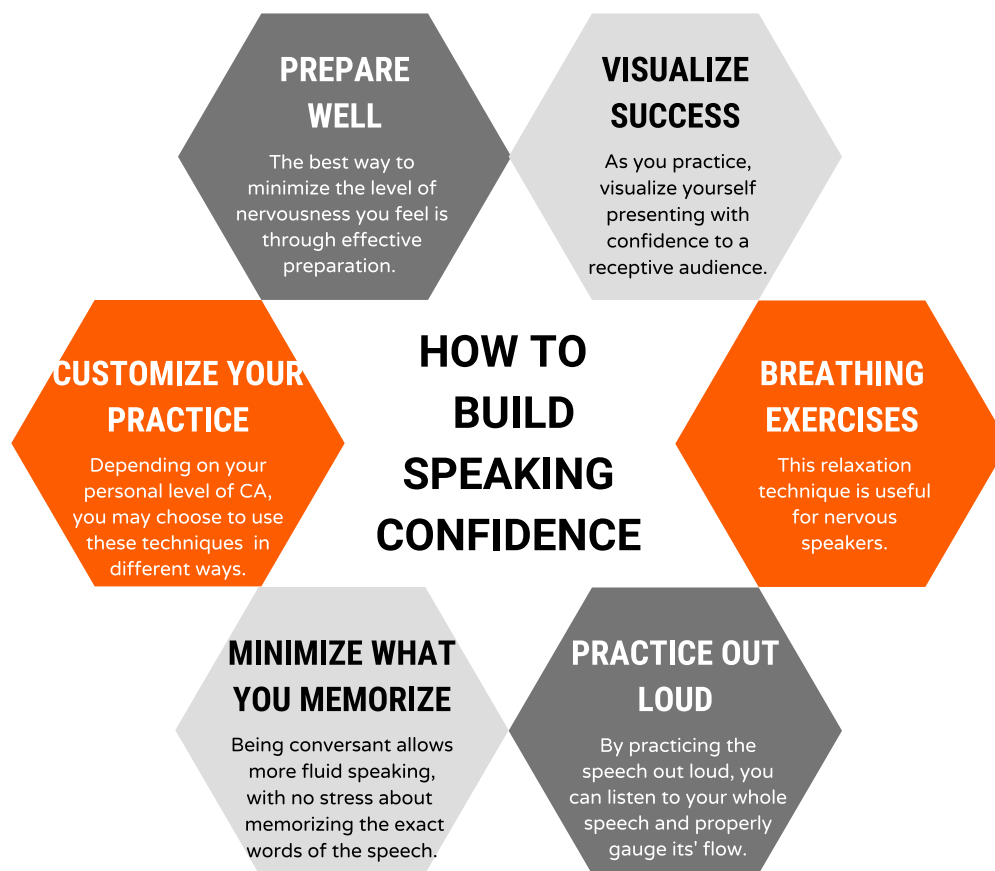 PREPARE
WELL
The best way to
minimize the level of
nervousness you feel is
through effective
preparation.
VISUALIZE
SUCCESS
As you practice,
visualize yourself
presenting with
confidence to a
receptive audience.
CUSTOMIZE YOUR
PRACTICE
Depending on your
personal level of CA,
you may choose to use
these techniques  in
different ways.
HOW TO
BUILD
SPEAKING
CONFIDENCE
BREATHING
EXERCISES
This relaxation
technique is useful
for nervous
speakers.
MINIMIZE WHAT
YOU MEMORIZE
Being conversant allows
more fluid speaking,
with no stress about
memorizing the exact
words of the speech.
PRACTICE OUT
LOUD
By practicing the
speech out loud, you
can listen to your whole
speech and properly
gauge its' flow.